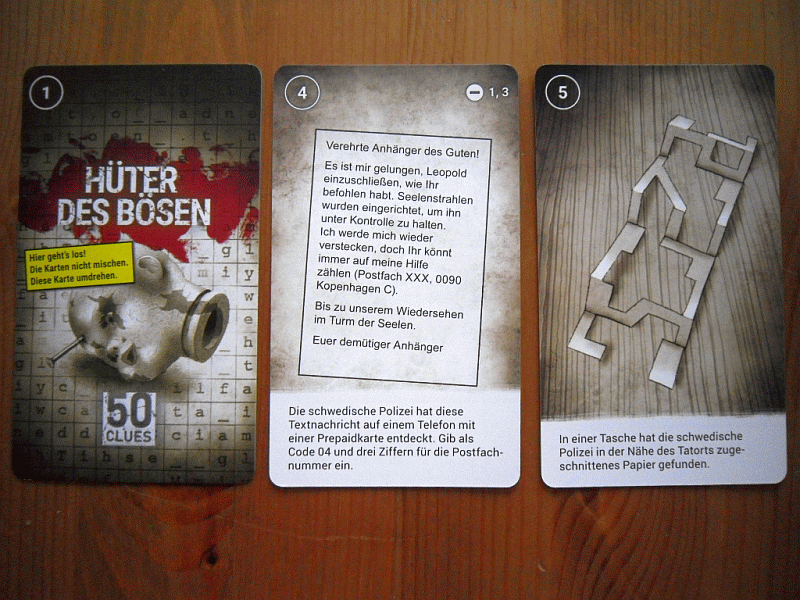 1
HÜTER
DES BÖSEN
Hier geht's los!
Die Karten nicht mischen.
Diese Karte umdrehen.
50
CLUES
4
1, 3
Verehrte Anhänger des Guten!
Es ist mir gelungen, Leopold
einzuschließen, wie Ihr
befohlen habt. Seelenstrahlen
wurden eingerichtet, um ihn
unter Kontrolle zu halten.
Ich werde mich wieder
verstecken, doch Ihr könnt
immer auf meine Hilfe
zählen (Postfach XXX, 0090
Kopenhagen C).
Bis zu unserem Wiedersehen
im Turm der Seelen.
Euer demütiger Anhänger
Die schwedische Polizei hat diese
Textnachricht auf einem Telefon mit
einer Prepaidkarte entdeckt. Gib als
Code 04 und drei Ziffern für die Postfach-
nummer ein.
5
In einer Tasche hat die schwedische
Polizei in der Nähe des Tatorts zuge-
schnittenes Papier gefunden.